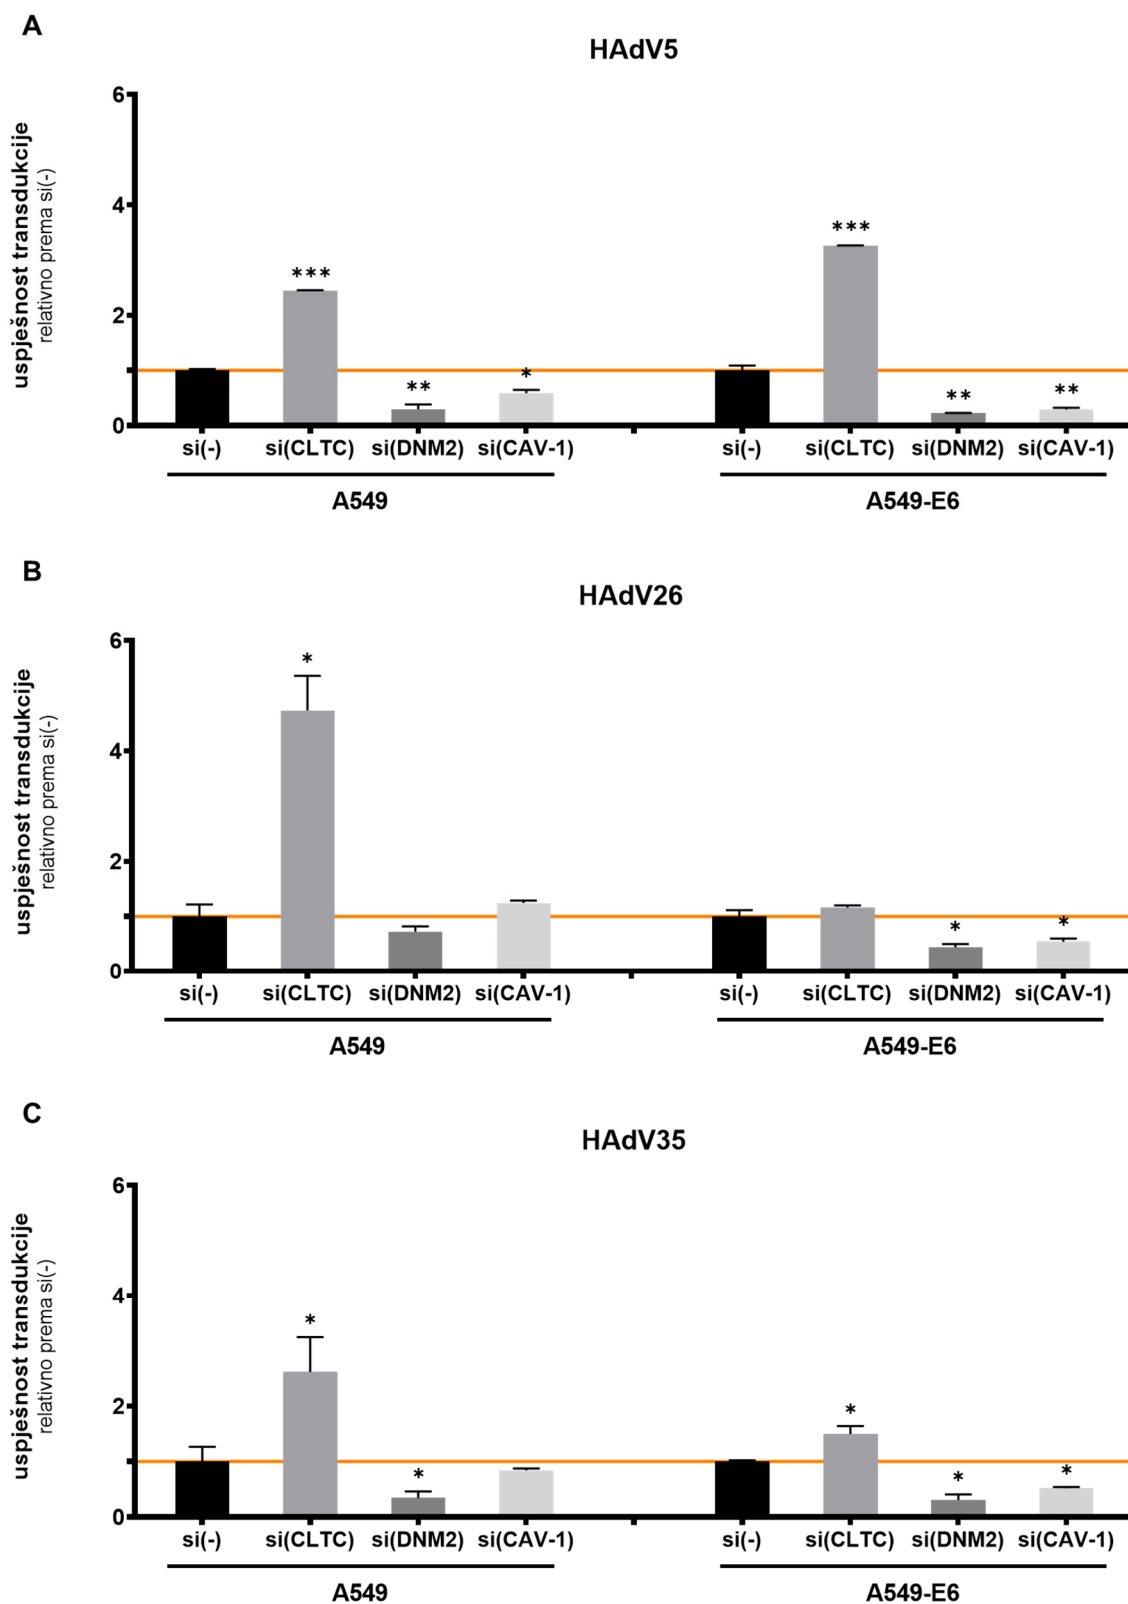 A
HAdV5
uspješnost transdukcije
relativno prema si(-)
6
4
2
0
***
**
*
***
**
**
si(-) si(CLTC) si(DNM2) si(CAV-1) si(-) si(CLTC) si(DNM2) si(CAV-1)
A549 A549-E6
B
HAdV26
uspješnost transdukcije
relativno prema si(-)
6
4
2
0
*
*
*
si(-) si(CLTC) si(DNM2) si(CAV-1) si(-) si(CLTC) si(DNM2) si(CAV-1)
A549 A549-E6
C
HAdV35
uspješnost transdukcije
relativno prema si(-)
6
4
2
0
*
*
*
*
*
si(-) si(CLTC) si(DNM2) si(CAV-1) si(-) si(CLTC) si(DNM2) si(CAV-1)
A549 A549-E6